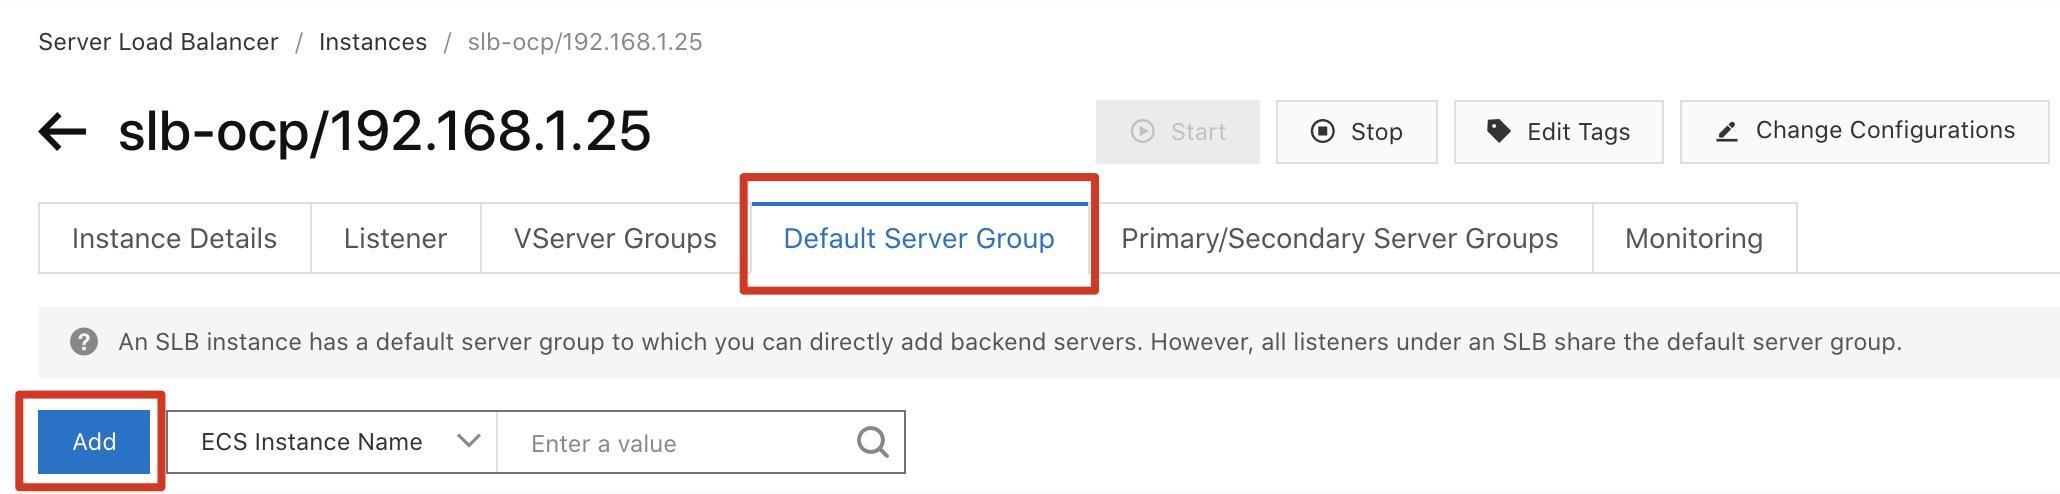 Server Load Balancer / Instances / slb-ocp/192.168.1.25
slb-ocp/192.168.1.25 Start Stop Edit Tags Change Configurations
Instance Details Listener VServer Groups Default Server Group Primary/Secondary Server Groups Monitoring
An SLB instance has a default server group to which you can directly add backend servers. However, all listeners under an SLB share the default server group.
Add ECS Instance Name Enter a value